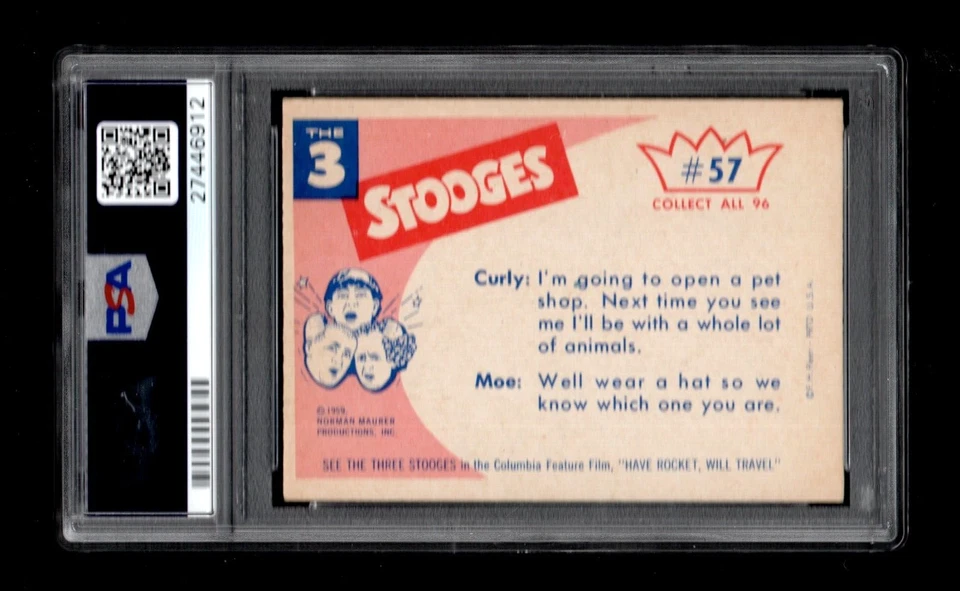 PSA
27446912
THE
3
STOOGES
#57
COLLECT ALL 96
Curly: I'm going to open a pet
shop. Next time you see
me I'll be with a whole lot
of animals.
Moe: Well wear a hat so we
know which one you are.
© 1959,
NORMAN MAURER
PRODUCTIONS, INC.
SEE THE THREE STOOGES in the Columbia Feature Film, "HAVE ROCKET, WILL TRAVEL"
U.S.A.